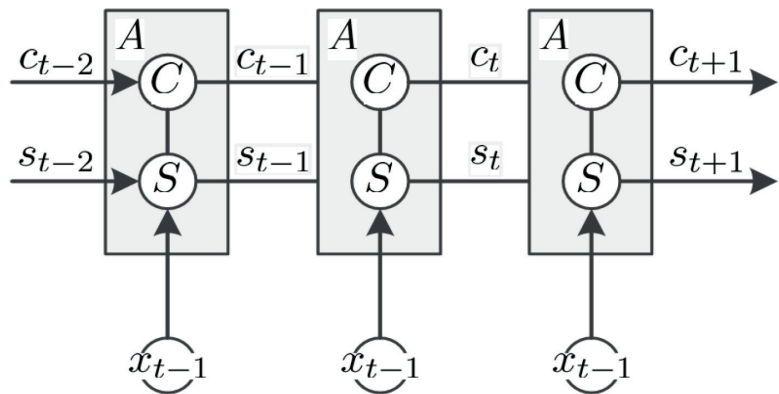 A A A
c_{t-2} C c_{t-1} C c_t C c_{t+1}
s_{t-2} S s_{t-1} S s_t S s_{t+1}
x_{t-1} x_{t-1} x_{t-1}